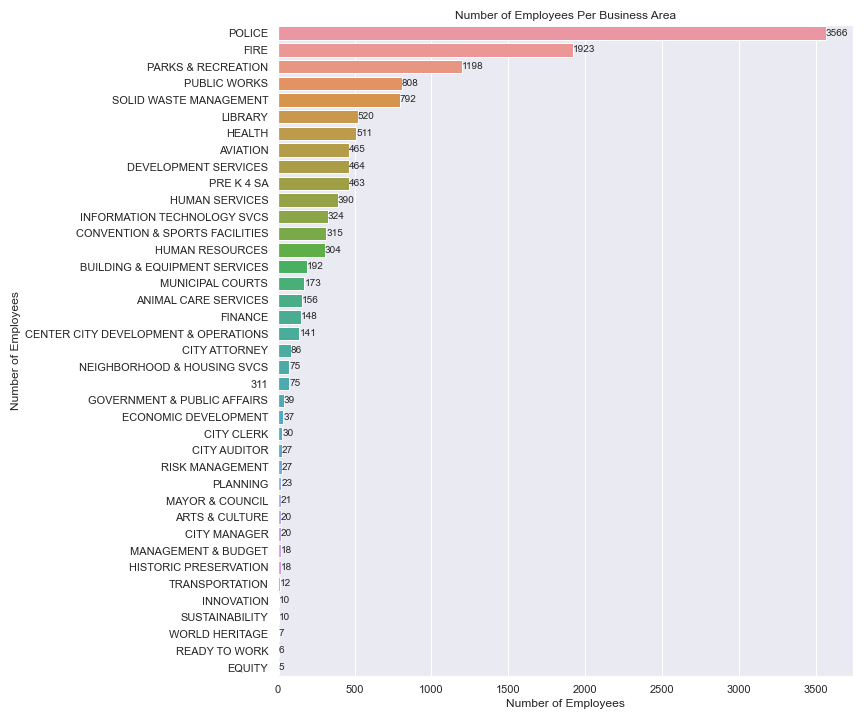 Number of Employees Per Business Area
POLICE 3566
FIRE 1923
PARKS & RECREATION 1198
PUBLIC WORKS 808
SOLID WASTE MANAGEMENT 792
LIBRARY 520
HEALTH 511
AVIATION 465
DEVELOPMENT SERVICES 464
PRE K 4 SA 463
HUMAN SERVICES 390
INFORMATION TECHNOLOGY SVCS 324
CONVENTION & SPORTS FACILITIES 315
HUMAN RESOURCES 304
BUILDING & EQUIPMENT SERVICES 192
MUNICIPAL COURTS 173
ANIMAL CARE SERVICES 156
FINANCE 148
CENTER CITY DEVELOPMENT & OPERATIONS 141
CITY ATTORNEY 86
NEIGHBORHOOD & HOUSING SVCS 75
311 75
GOVERNMENT & PUBLIC AFFAIRS 39
ECONOMIC DEVELOPMENT 37
CITY CLERK 30
CITY AUDITOR 27
RISK MANAGEMENT 27
PLANNING 23
MAYOR & COUNCIL 21
ARTS & CULTURE 20
CITY MANAGER 20
MANAGEMENT & BUDGET 18
HISTORIC PRESERVATION 18
TRANSPORTATION 12
INNOVATION 10
SUSTAINABILITY 10
WORLD HERITAGE 7
READY TO WORK 6
EQUITY 5
Number of Employees
0 500 1000 1500 2000 2500 3000 3500
Number of Employees